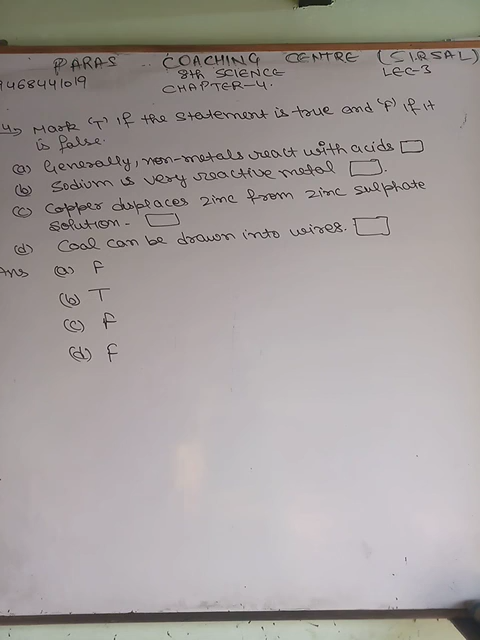 PARAS COACHING CENTRE (SIRSAL)
9468441019 8th SCIENCE LEC-3
CHAPTER-4.
4) Mark 'T' if the statement is true and 'F' if it
is false.
(a) Generally, non-metals react with acids
(b) Sodium is very reactive metal.
(c) Copper displaces zinc from zinc sulphate
solution.
(d) Coal can be drawn into wires.
Ans (a) F
(b) T
(c) F
(d) F